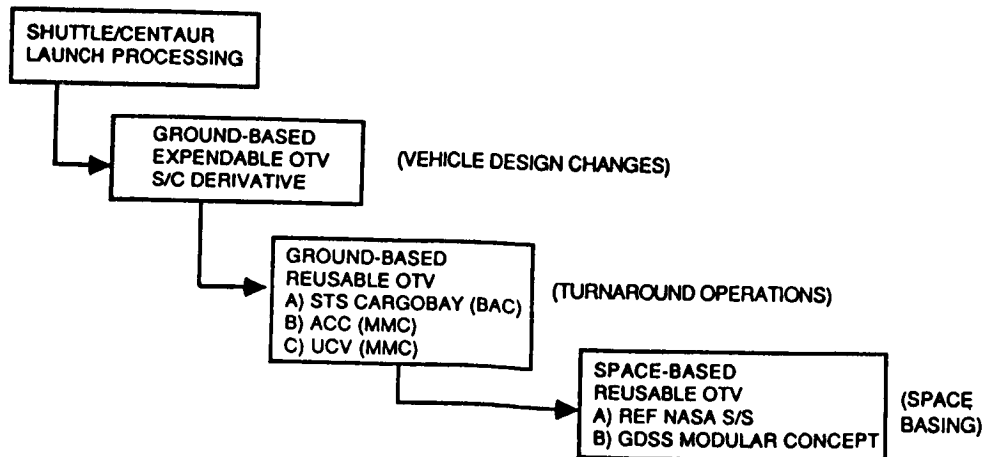 SHUTTLE/CENTAUR
LAUNCH PROCESSING
GROUND-BASED
EXPENDABLE OTV
S/C DERIVATIVE
(VEHICLE DESIGN CHANGES)
GROUND-BASED
REUSABLE OTV
A) STS CARGOBAY (BAC)
B) ACC (MMC)
C) UCV (MMC)
(TURNAROUND OPERATIONS)
SPACE-BASED
REUSABLE OTV
A) REF NASA S/S
B) GDSS MODULAR CONCEPT
(SPACE
BASING)